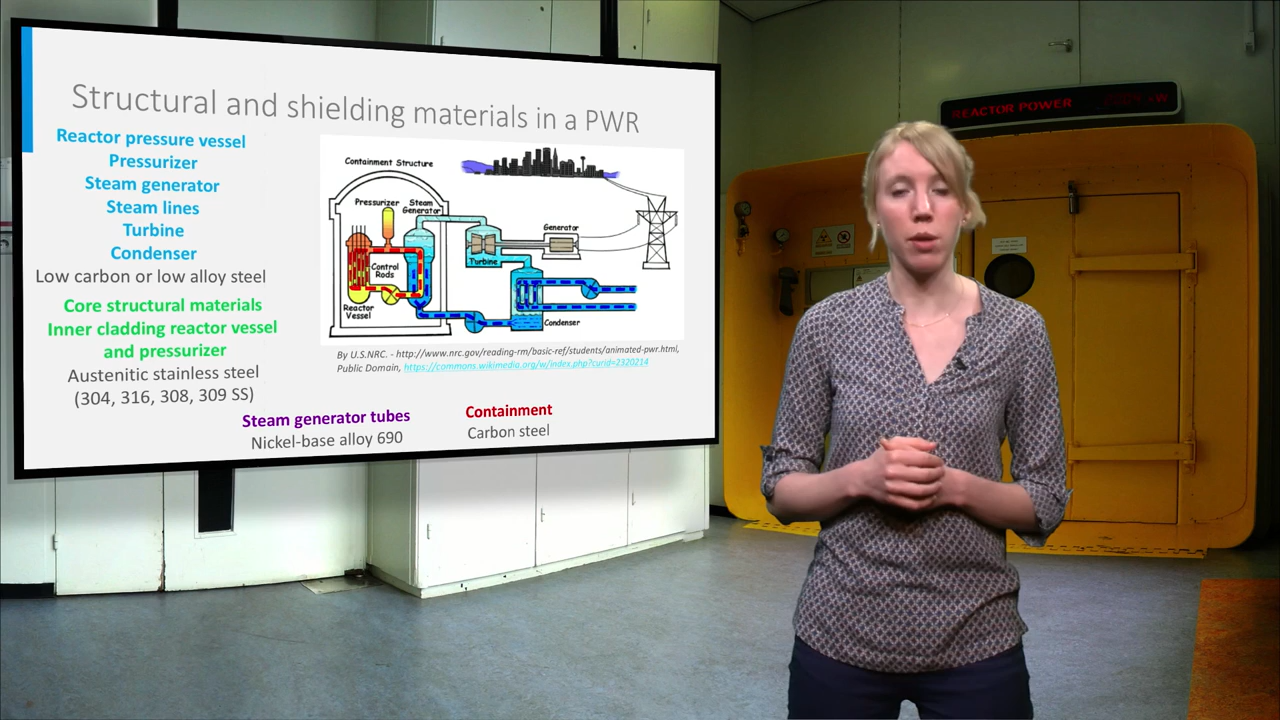 Structural and shielding materials in a PWR
Reactor pressure vessel
Pressurizer
Steam generator
Steam lines
Turbine
Condenser
Low carbon or low alloy steel
Core structural materials
Inner cladding reactor vessel
and pressurizer
Austenitic stainless steel
(304, 316, 308, 309 SS)
Steam generator tubes
Nickel-base alloy 690
Containment
Carbon steel
Containment Structure
Pressurizer
Steam
Generator
Control
Rods
Reactor
Vessel
Turbine
Generator
Condenser
By U.S.NRC. - http://www.nrc.gov/reading-rm/basic-ref/students/animated-pwr.html,
Public Domain, https://commons.wikimedia.org/w/index.php?curid=2320214
REACTOR POWER